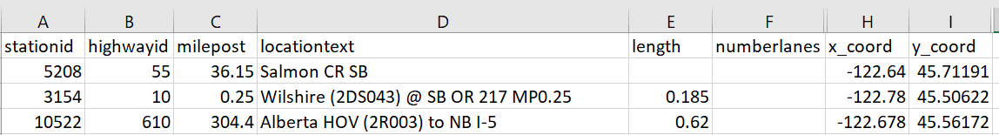 A B C D E F H I
stationid highwayid milepost locationtext length numberlanes x_coord y_coord
5208 55 36.15 Salmon CR SB -122.64 45.71191
3154 10 0.25 Wilshire (2DS043) @ SB OR 217 MP0.25 0.185 -122.78 45.50622
10522 610 304.4 Alberta HOV (2R003) to NB I-5 0.62 -122.678 45.56172